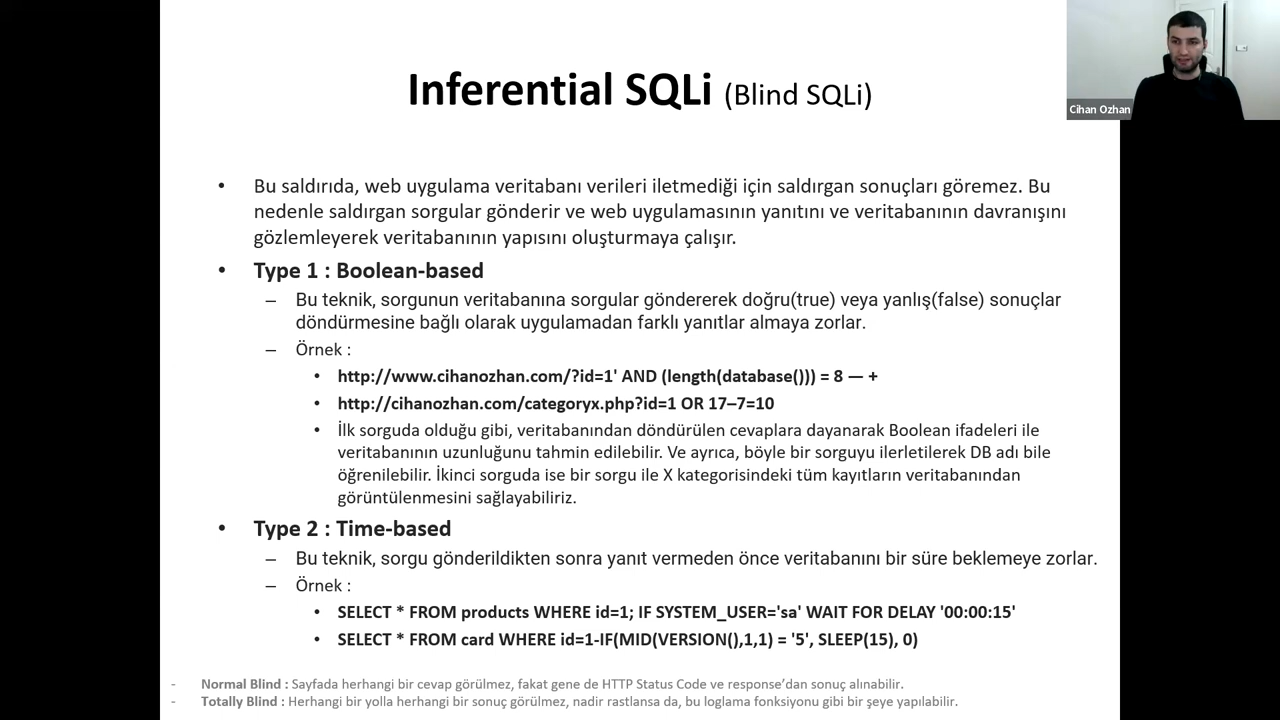 Inferential SQLi (Blind SQLi)
Cihan Ozhan
• Bu saldırıda, web uygulama veritabanı verileri iletmediği için saldırgan sonuçları göremez. Bu
nedenle saldırgan sorgular gönderir ve web uygulamasının yanıtını ve veritabanının davranışını
gözlemleyerek veritabanının yapısını oluşturmaya çalışır.
• Type 1 : Boolean-based
– Bu teknik, sorgunun veritabanına sorgular göndererek doğru(true) veya yanlış(false) sonuçlar
döndürmesine bağlı olarak uygulamadan farklı yanıtlar almaya zorlar.
– Örnek :
• http://www.cihanozhan.com/?id=1' AND (length(database())) = 8 — +
• http://cihanozhan.com/categoryx.php?id=1 OR 17–7=10
• İlk sorguda olduğu gibi, veritabanından döndürülen cevaplara dayanarak Boolean ifadeleri ile
veritabanının uzunluğunu tahmin edilebilir. Ve ayrıca, böyle bir sorguyu ilerletilerek DB adı bile
öğrenilebilir. İkinci sorguda ise bir sorgu ile X kategorisindeki tüm kayıtların veritabanından
görüntülenmesini sağlayabiliriz.
• Type 2 : Time-based
– Bu teknik, sorgu gönderildikten sonra yanıt vermeden önce veritabanını bir süre beklemeye zorlar.
– Örnek :
• SELECT * FROM products WHERE id=1; IF SYSTEM_USER='sa' WAIT FOR DELAY '00:00:15'
• SELECT * FROM card WHERE id=1-IF(MID(VERSION(),1,1) = '5', SLEEP(15), 0)
- Normal Blind : Sayfada herhangi bir cevap görülmez, fakat gene de HTTP Status Code ve response'dan sonuç alınabilir.
- Totally Blind : Herhangi bir yolla herhangi bir sonuç görülmez, nadir rastlansa da, bu loglama fonksiyonu gibi bir şeye yapılabilir.